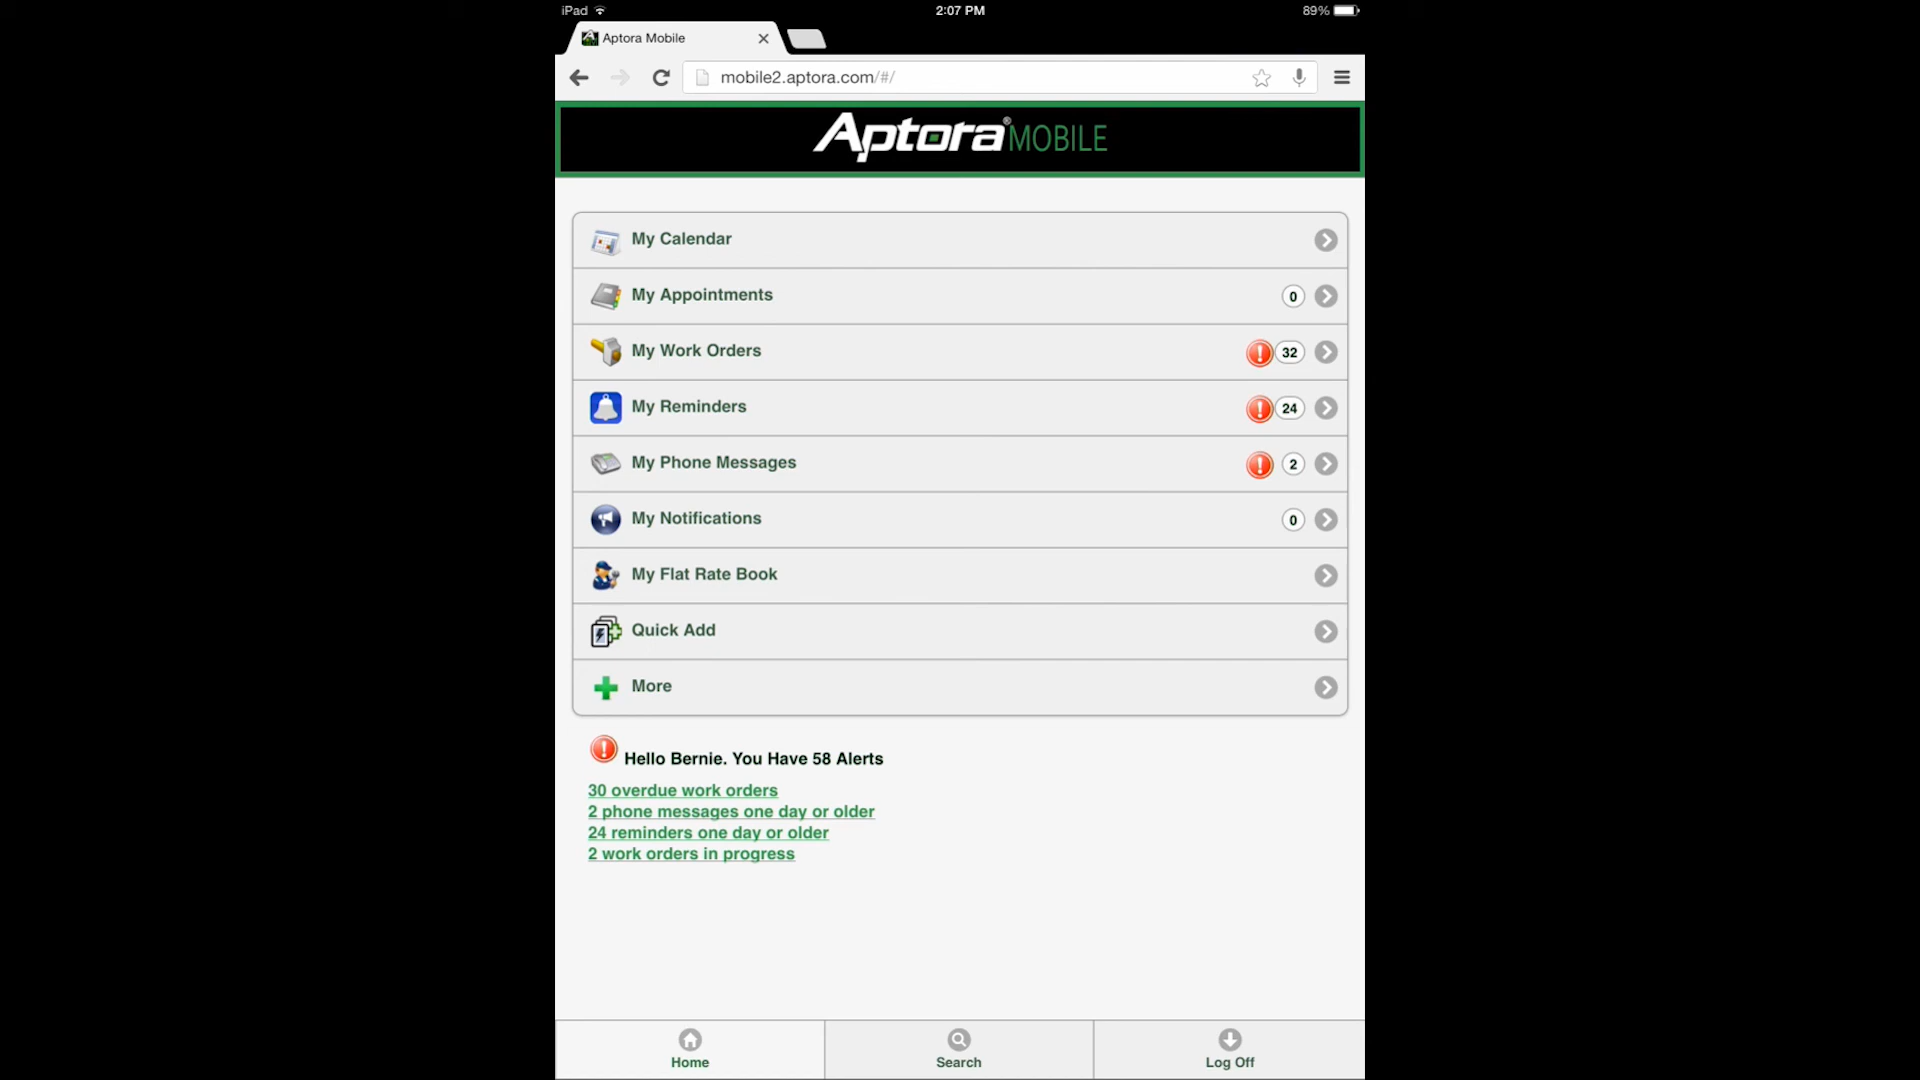 iPad 2:07 PM 89%
Aptora Mobile
mobile2.aptora.com/#/
Aptora® MOBILE
My Calendar
My Appointments 0
My Work Orders 32
My Reminders 24
My Phone Messages 2
My Notifications 0
My Flat Rate Book
Quick Add
More
Hello Bernie. You Have 58 Alerts
30 overdue work orders
2 phone messages one day or older
24 reminders one day or older
2 work orders in progress
Home Search Log Off